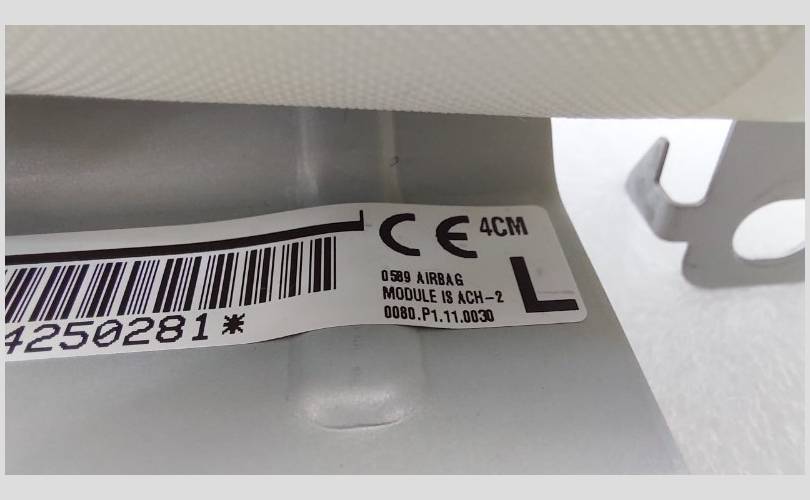 CE 4CM
0589 AIRBAG
MODULE IS ACH-2
0080.P1.11.0030
L
4250281*